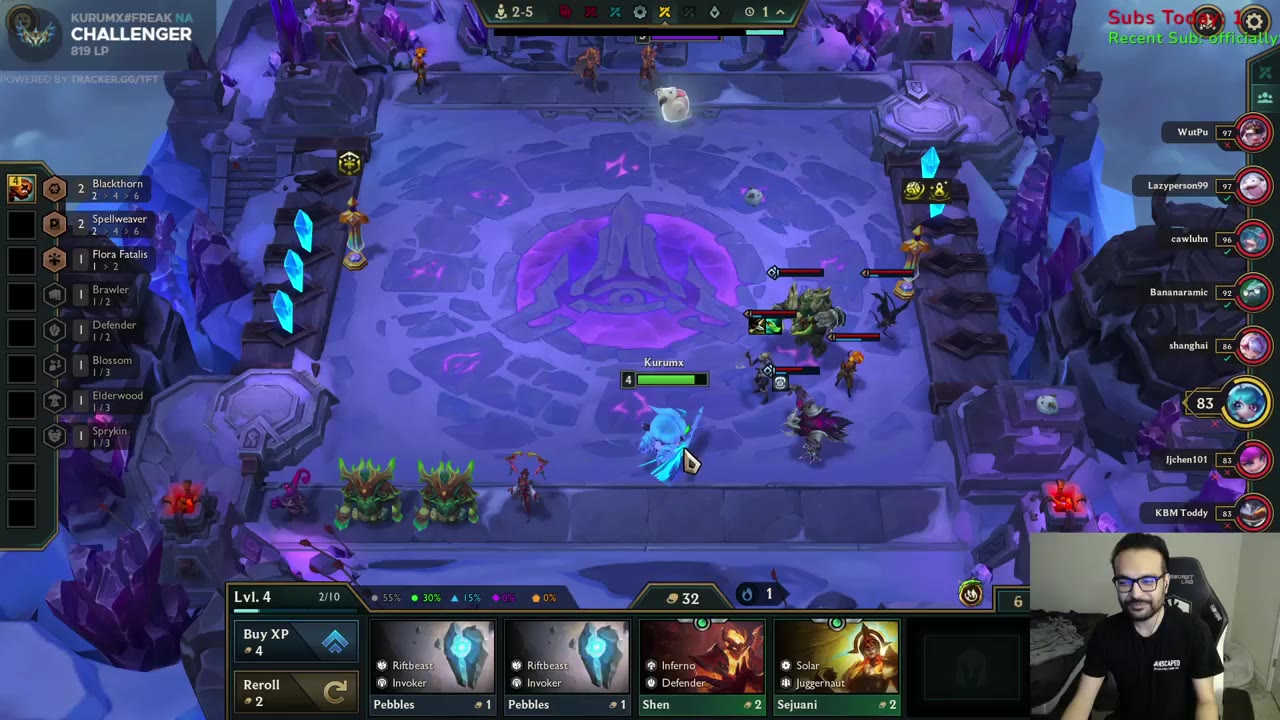 KURUMX#FREAK NA
CHALLENGER
819 LP
POWERED BY TRACKER.GG/TFT
2-5
1
Subs Today: 1
Recent Sub: officially
WutPu 97
Lazyperson99 97
cawluhn 96
Bananaramic 92
shanghai 86
83
Jjchen101 83
KBM Toddy 83
4
2 Blackthorn
2 > 4 > 6
2 Spellweaver
2 > 4 > 6
1 Flora Fatalis
1 > 2
1 Brawler
1 / 2
1 Defender
1 / 2
1 Blossom
1 / 3
1 Elderwood
1 / 3
1 Sprykin
1 / 3
Kurumx
4
Lvl. 4 2/10
55% 30% 15% 0% 0%
32
1
6
Buy XP
4
Reroll
2
Riftbeast
Invoker
Pebbles 1
Riftbeast
Invoker
Pebbles 1
Inferno
Defender
Shen 2
Solar
Juggernaut
Sejuani 2